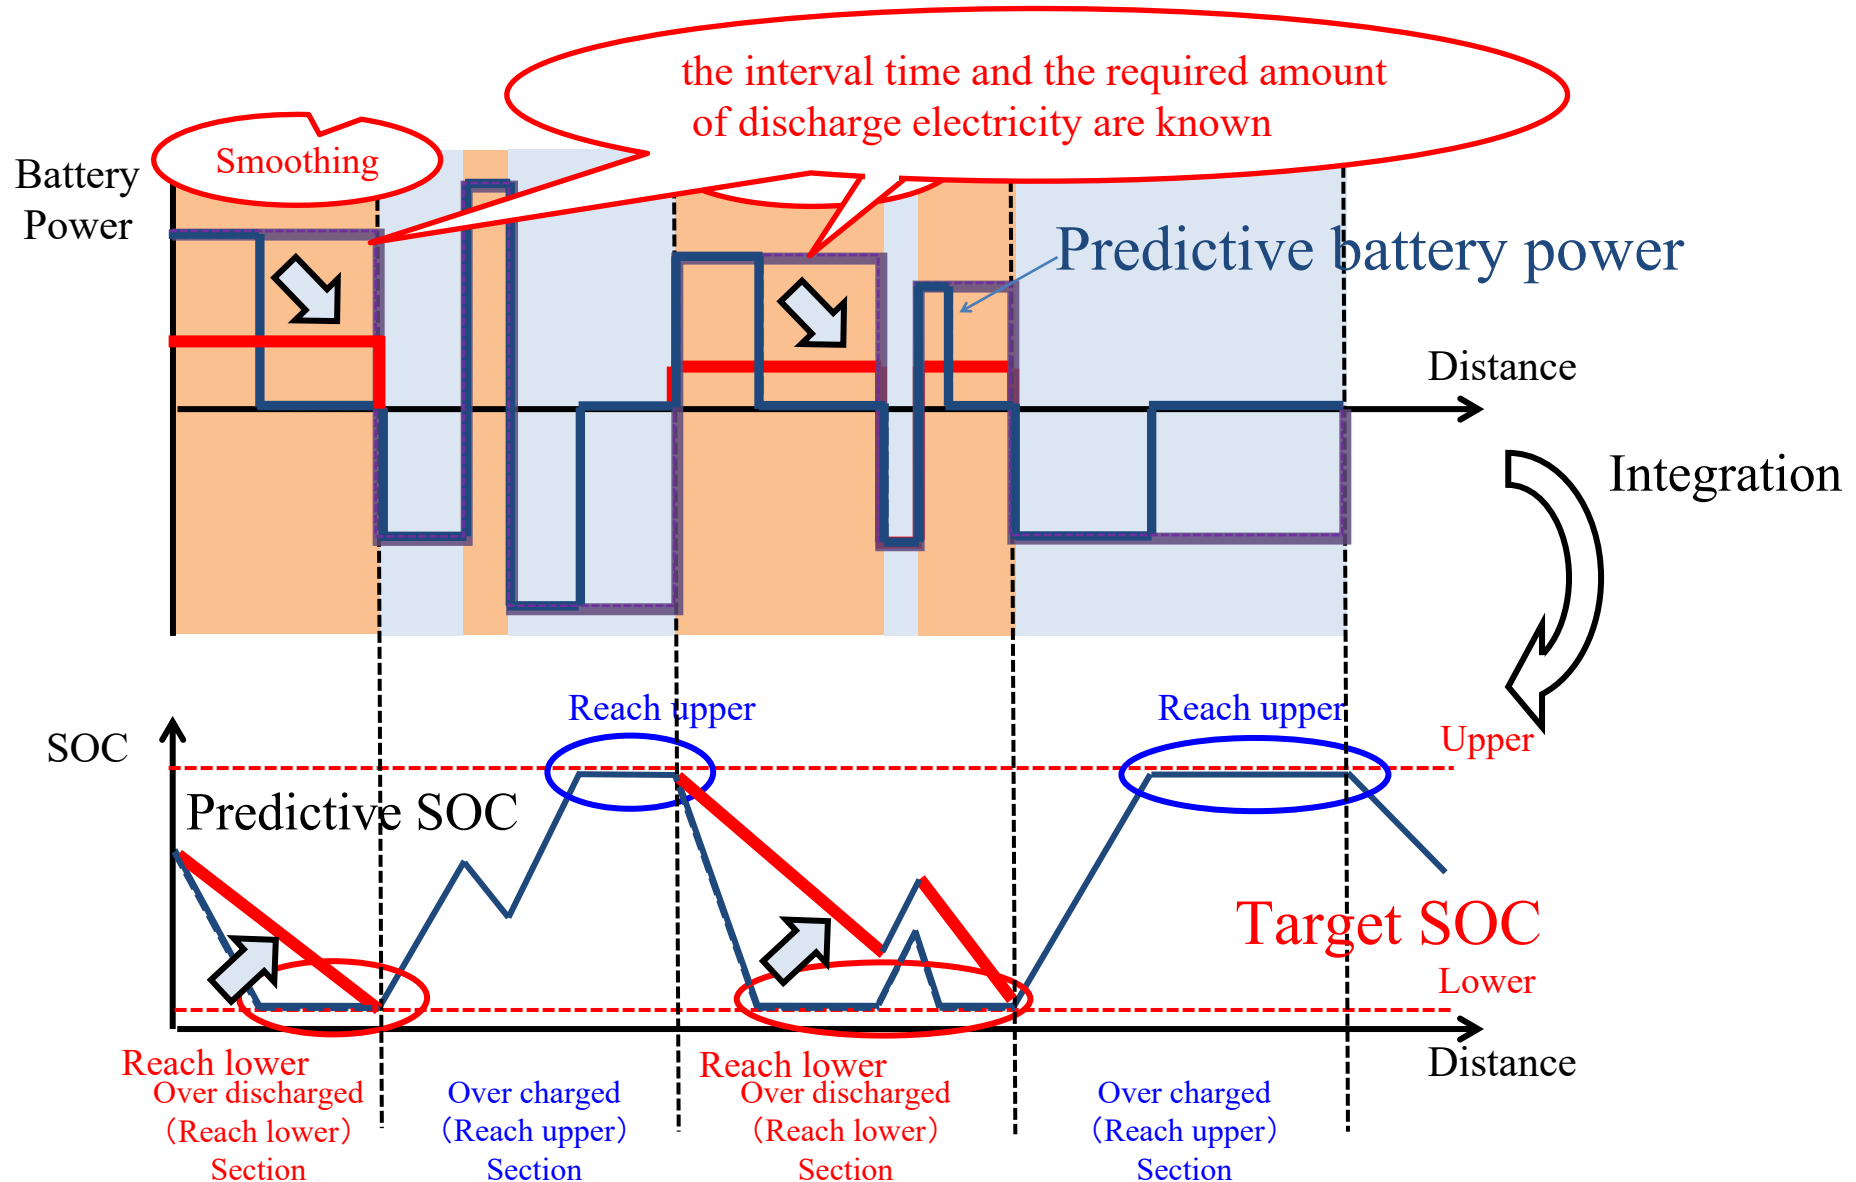 the interval time and the required amount
of discharge electricity are known
Smoothing
Battery
Power
Predictive battery power
Distance
Integration
Reach upper
Reach upper
Upper
SOC
Predictive SOC
Target SOC
Lower
Distance
Reach lower
Over discharged
（Reach lower）
Section
Over charged
（Reach upper）
Section
Reach lower
Over discharged
（Reach lower）
Section
Over charged
（Reach upper）
Section